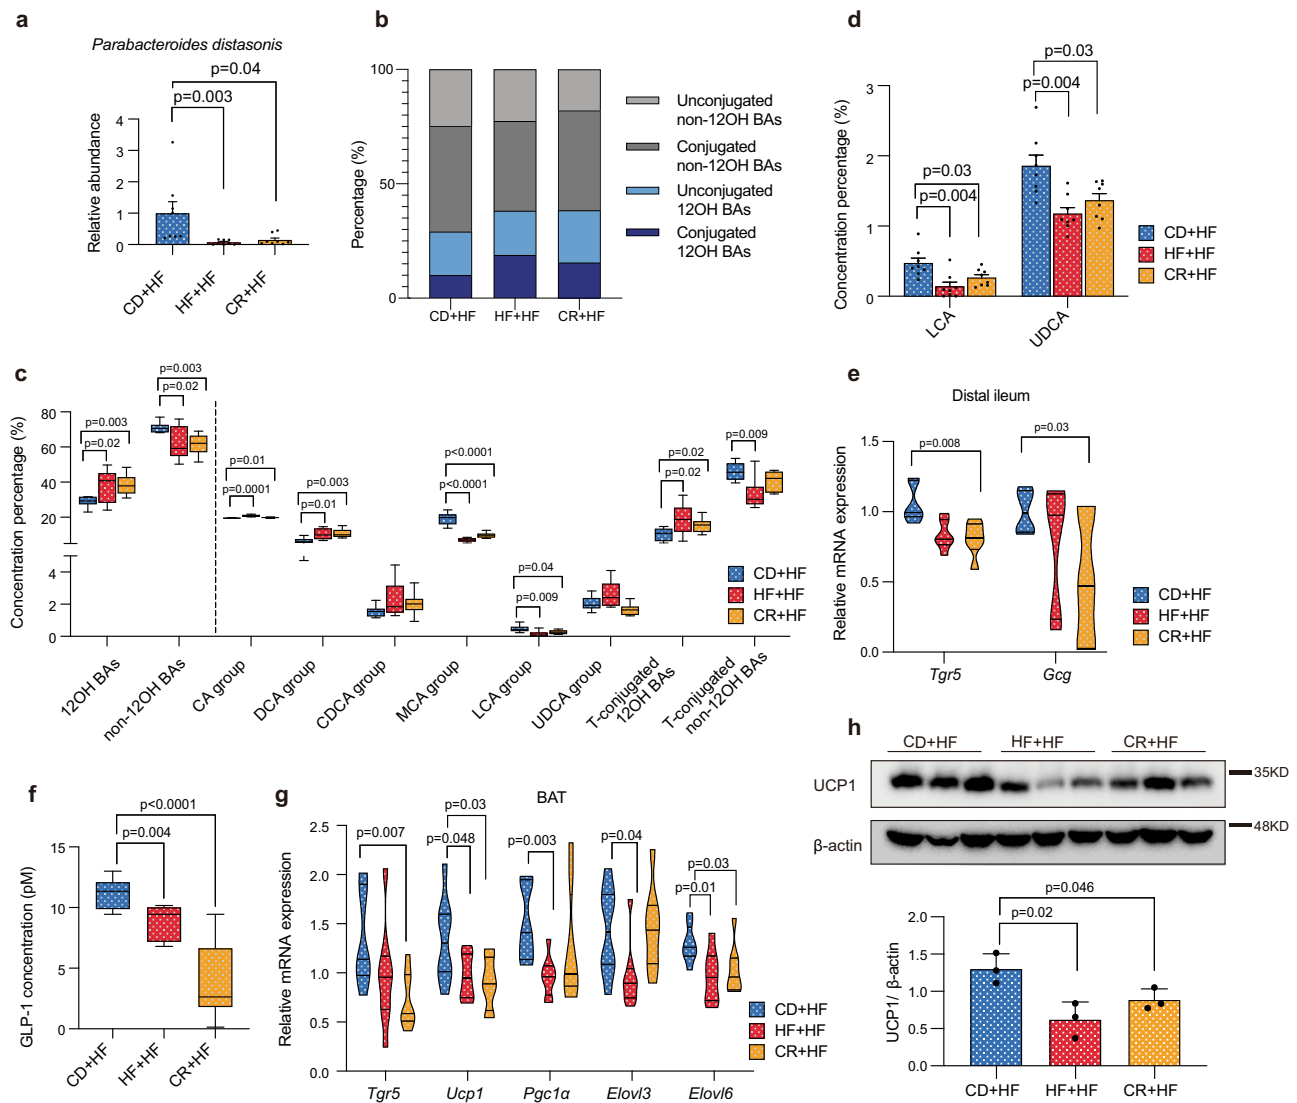 a
Parabacteroides distasonis
p=0.04
p=0.003
Relative abundance
4
3
2
1
0
CD+HF
HF+HF
CR+HF
b
Percentage (%)
100
50
0
CD+HF
HF+HF
CR+HF
Unconjugated
non-12OH BAs
Conjugated
non-12OH BAs
Unconjugated
12OH BAs
Conjugated
12OH BAs
d
p=0.03
p=0.004
p=0.03
p=0.004
Concentration percentage (%)
3
2
1
0
LCA
UDCA
CD+HF
HF+HF
CR+HF
c
p=0.003
p=0.02
p=0.003
p=0.02
p=0.01
p=0.0001
p=0.003
p=0.01
p<0.0001
p<0.0001
p=0.04
p=0.009
p=0.02
p=0.02
p=0.009
Concentration percentage (%)
80
60
40
20
4
2
0
12OH BAs
non-12OH BAs
CA group
DCA group
CDCA group
MCA group
LCA group
UDCA group
T-conjugated
12OH BAs
T-conjugated
non-12OH BAs
CD+HF
HF+HF
CR+HF
e
Distal ileum
p=0.008
p=0.03
Relative mRNA expression
1.5
1.0
0.5
0.0
Tgr5
Gcg
CD+HF
HF+HF
CR+HF
f
p<0.0001
p=0.004
GLP-1 concentration (pM)
15
10
5
0
CD+HF
HF+HF
CR+HF
g
BAT
p=0.007
p=0.03
p=0.048
p=0.003
p=0.04
p=0.03
p=0.01
Relative mRNA expression
2.5
2.0
1.5
1.0
0.5
0.0
Tgr5
Ucp1
Pgc1α
Elovl3
Elovl6
CD+HF
HF+HF
CR+HF
h
CD+HF
HF+HF
CR+HF
UCP1
35KD
48KD
β-actin
p=0.046
p=0.02
UCP1/ β-actin
2.0
1.5
1.0
0.5
0.0
CD+HF
HF+HF
CR+HF